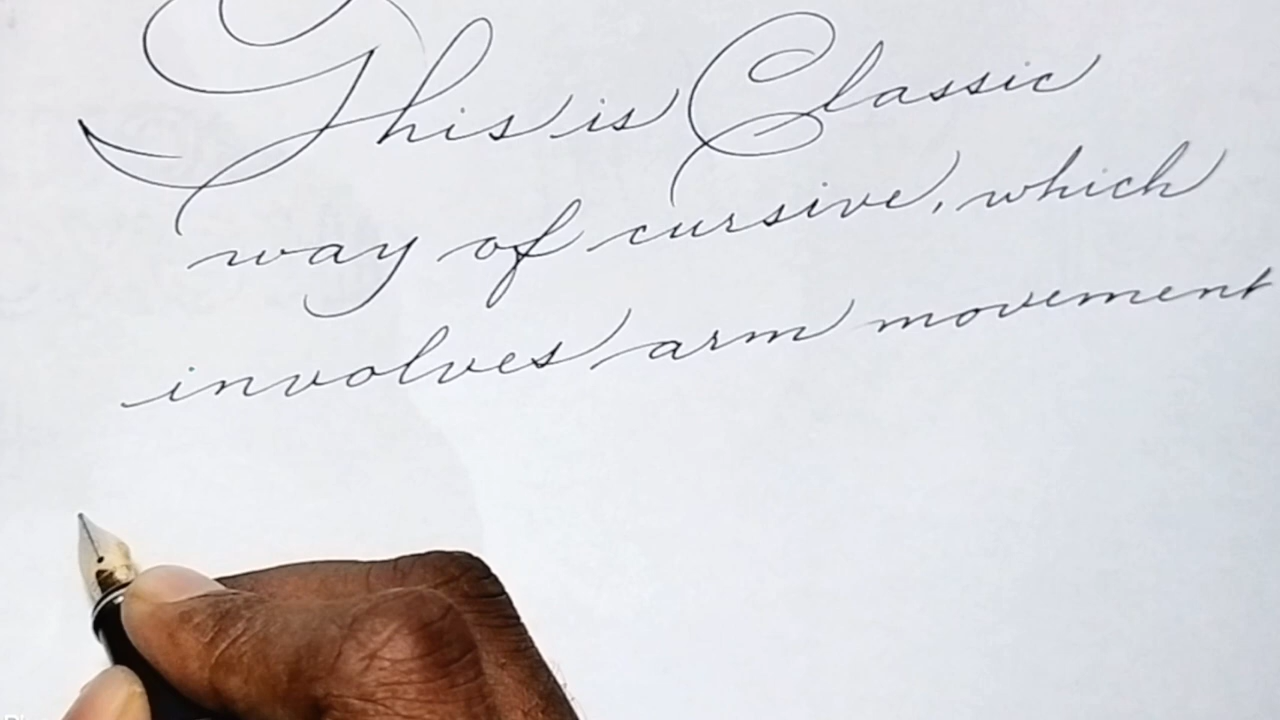 This is Classic
way of cursive, which
involves arm movement